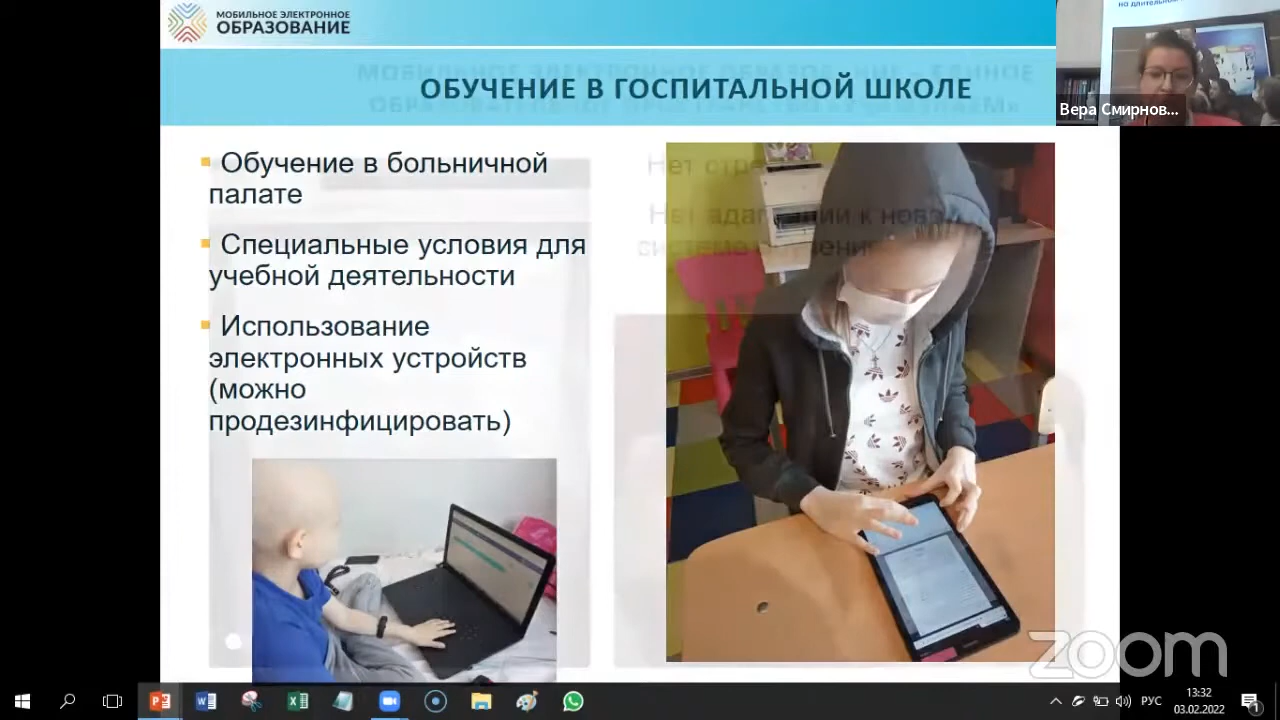 МОБИЛЬНОЕ ЭЛЕКТРОННОЕ
ОБРАЗОВАНИЕ
ОБУЧЕНИЕ В ГОСПИТАЛЬНОЙ ШКОЛЕ
Вера Смирнов...
Обучение в больничной
палате
Специальные условия для
учебной деятельности
Использование
электронных устройств
(можно
продезинфицировать)
zoom
РУС
13:32
03.02.2022
1